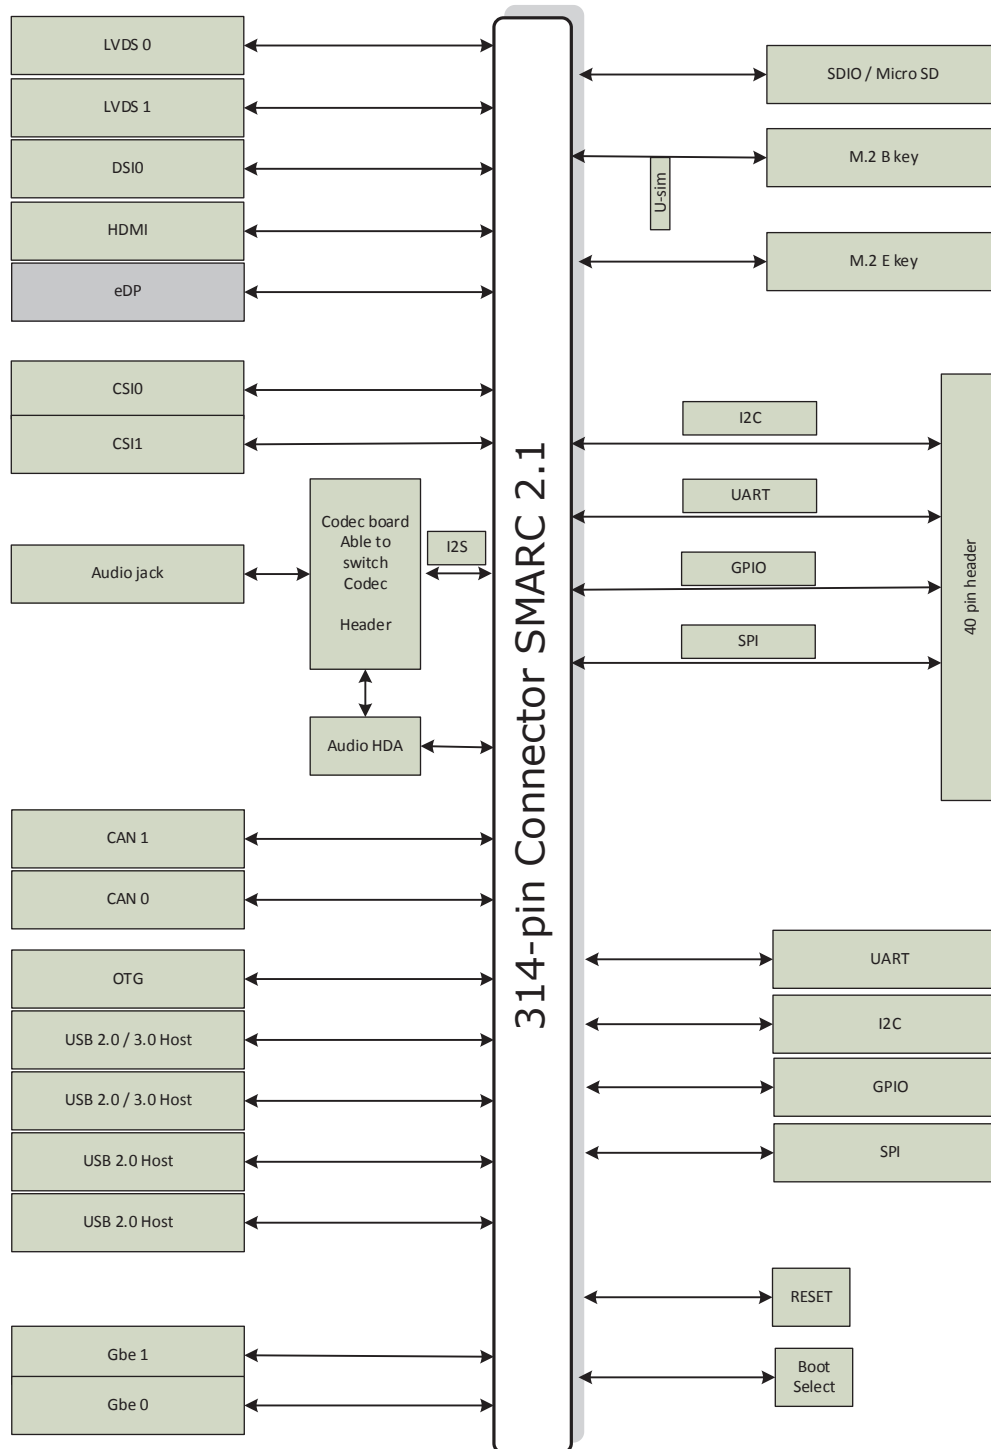 LVDS 0
LVDS 1
DSI0
HDMI
eDP
CSI0
CSI1
Codec board
Able to
switch
Codec
Header
I2S
Audio jack
Audio HDA
CAN 1
CAN 0
OTG
USB 2.0 / 3.0 Host
USB 2.0 / 3.0 Host
USB 2.0 Host
USB 2.0 Host
Gbe 1
Gbe 0
314-pin Connector SMARC 2.1
SDIO / Micro SD
M.2 B key
U-sim
M.2 E key
I2C
UART
GPIO
SPI
40 pin header
UART
I2C
GPIO
SPI
RESET
Boot
Select